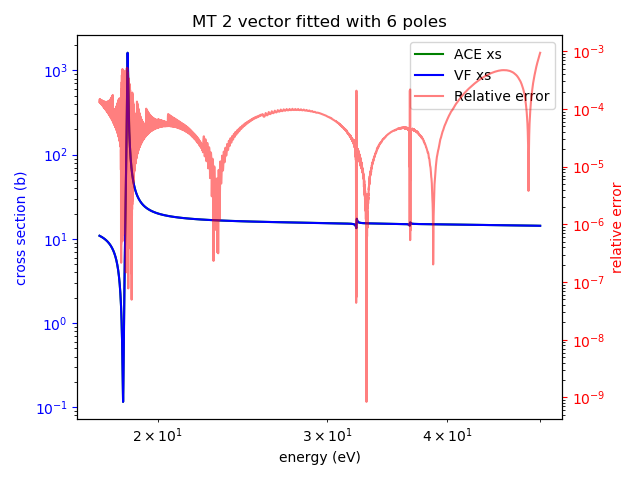 MT 2 vector fitted with 6 poles
ACE xs
VF xs
Relative error
cross section (b)
10³
10²
10¹
10⁰
10⁻¹
relative error
10⁻³
10⁻⁴
10⁻⁵
10⁻⁶
10⁻⁷
10⁻⁸
10⁻⁹
2 × 10¹
3 × 10¹
4 × 10¹
energy (eV)